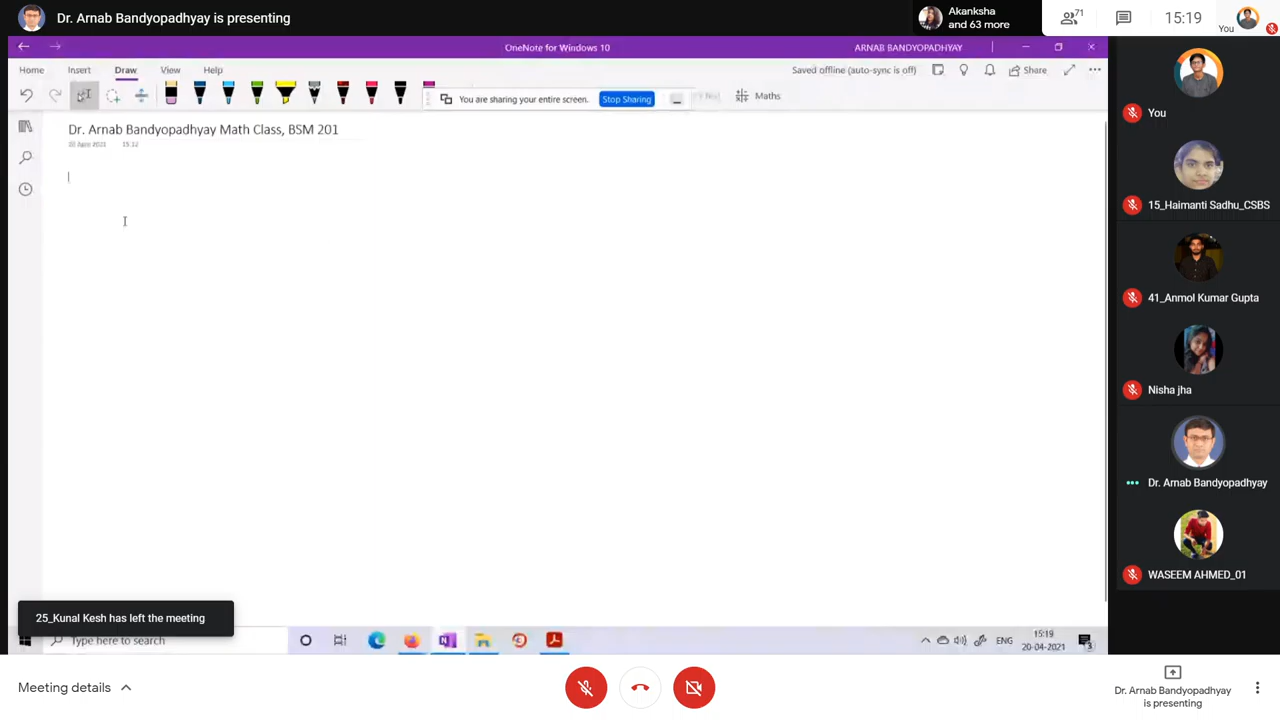 Dr. Arnab Bandyopadhyay is presenting
Akanksha
and 63 more
71
15:19
You
OneNote for Windows 10
ARNAB BANDYOPADHYAY
Home Insert Draw View Help
Saved offline (auto-sync is off)
Share
You are sharing your entire screen.
Stop Sharing
Maths
Dr. Arnab Bandyopadhyay Math Class, BSM 201
2021
You
15_Haimanti Sadhu_CSBS
41_Anmol Kumar Gupta
Nisha jha
Dr. Arnab Bandyopadhyay
WASEEM AHMED_01
25_Kunal Kesh has left the meeting
Type here to search
ENG
15:19
20-04-2021
3
Meeting details
Dr. Arnab Bandyopadhyay
is presenting